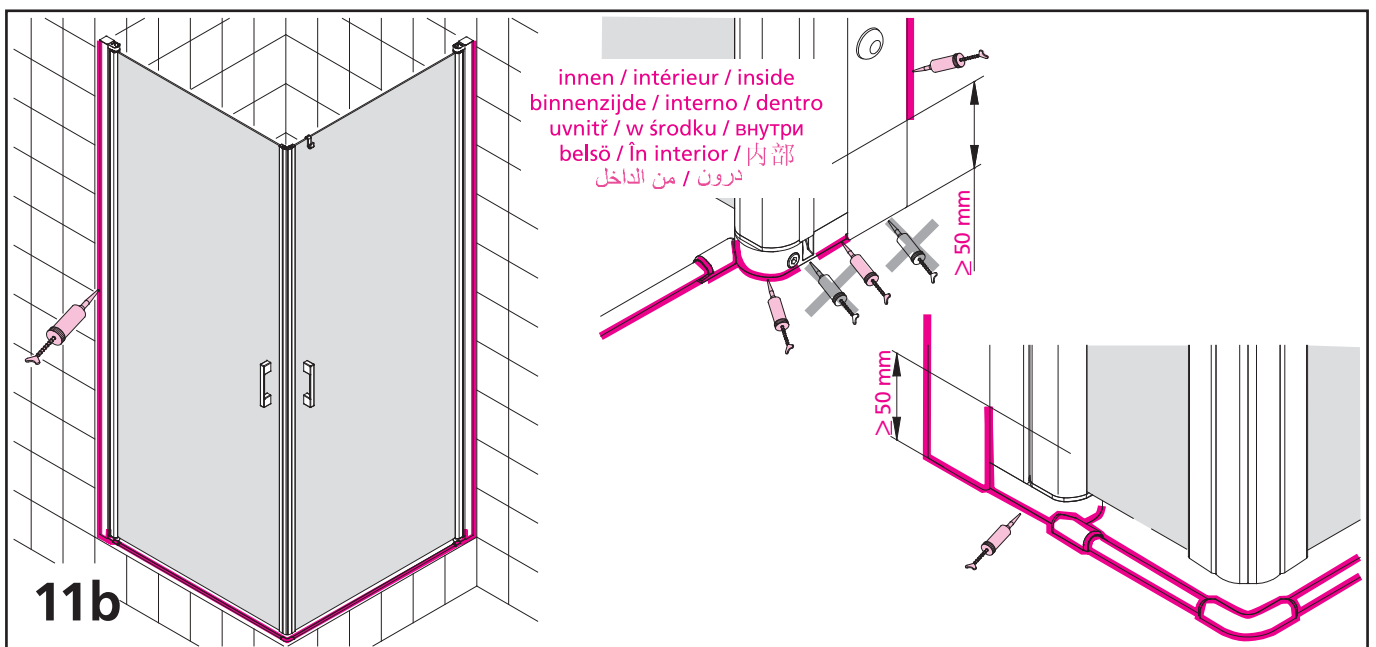 innen / intérieur / inside
binnenzijde / interno / dentro
uvnitř / w środku / внутри
belsö / În interior / 内部
درون / من الداخل
≥ 50 mm
≥ 50 mm
11b